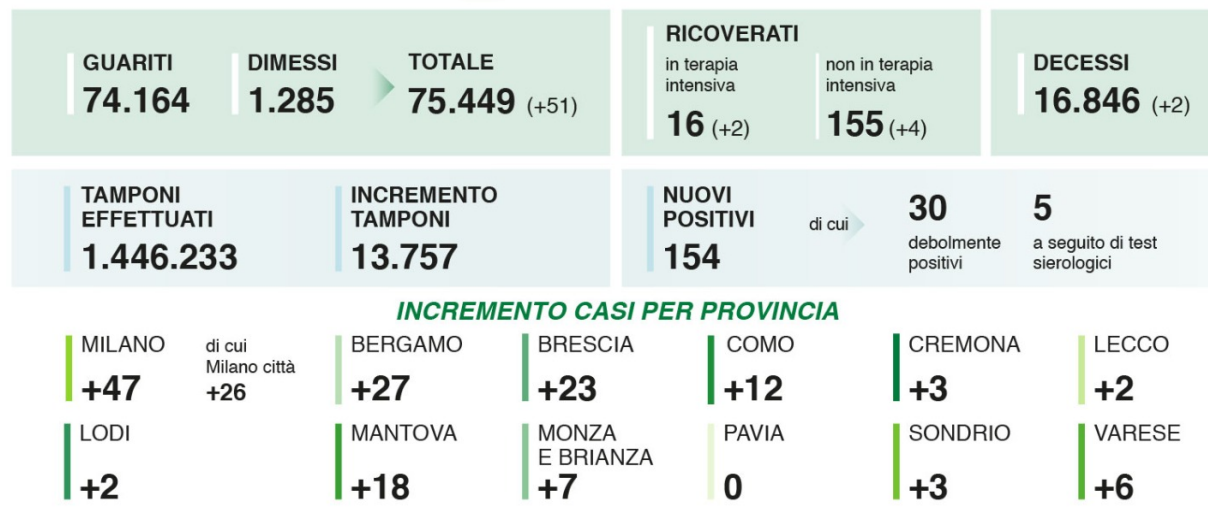 GUARITI
74.164
DIMESSI
1.285
TOTALE
75.449 (+51)
RICOVERATI
in terapia
intensiva
16 (+2)
non in terapia
intensiva
155 (+4)
DECESSI
16.846 (+2)
TAMPONI
EFFETTUATI
1.446.233
INCREMENTO
TAMPONI
13.757
NUOVI
POSITIVI
154
di cui
30
debolmente
positivi
5
a seguito di test
sierologici
INCREMENTO CASI PER PROVINCIA
MILANO
+47
di cui
Milano città
+26
BERGAMO
+27
BRESCIA
+23
COMO
+12
CREMONA
+3
LECCO
+2
LODI
+2
MANTOVA
+18
MONZA
E BRIANZA
+7
PAVIA
0
SONDRIO
+3
VARESE
+6